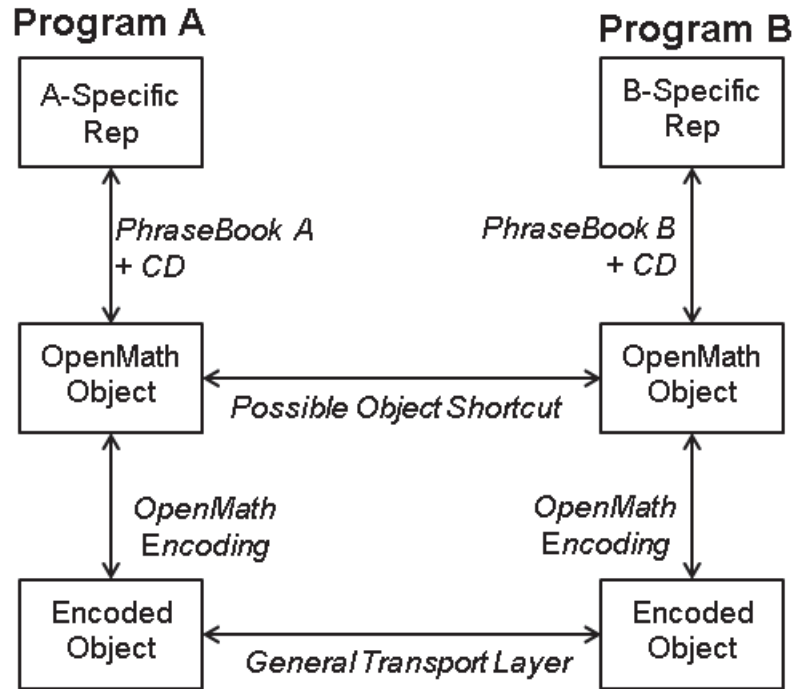 Program A
Program B
A-Specific
Rep
B-Specific
Rep
PhraseBook A
+ CD
PhraseBook B
+ CD
OpenMath
Object
OpenMath
Object
Possible Object Shortcut
OpenMath
Encoding
OpenMath
Encoding
Encoded
Object
Encoded
Object
General Transport Layer